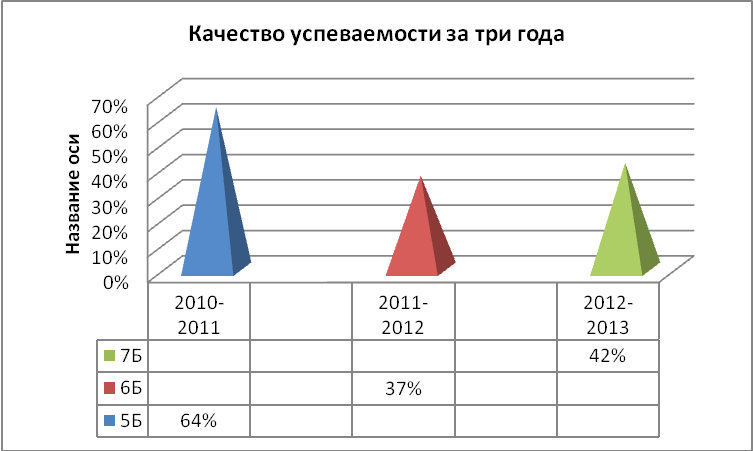 Качество успеваемости за три года
Название оси
70%
60%
50%
40%
30%
20%
10%
0%
2010-
2011
2011-
2012
2012-
2013
7Б 42%
6Б 37%
5Б 64%